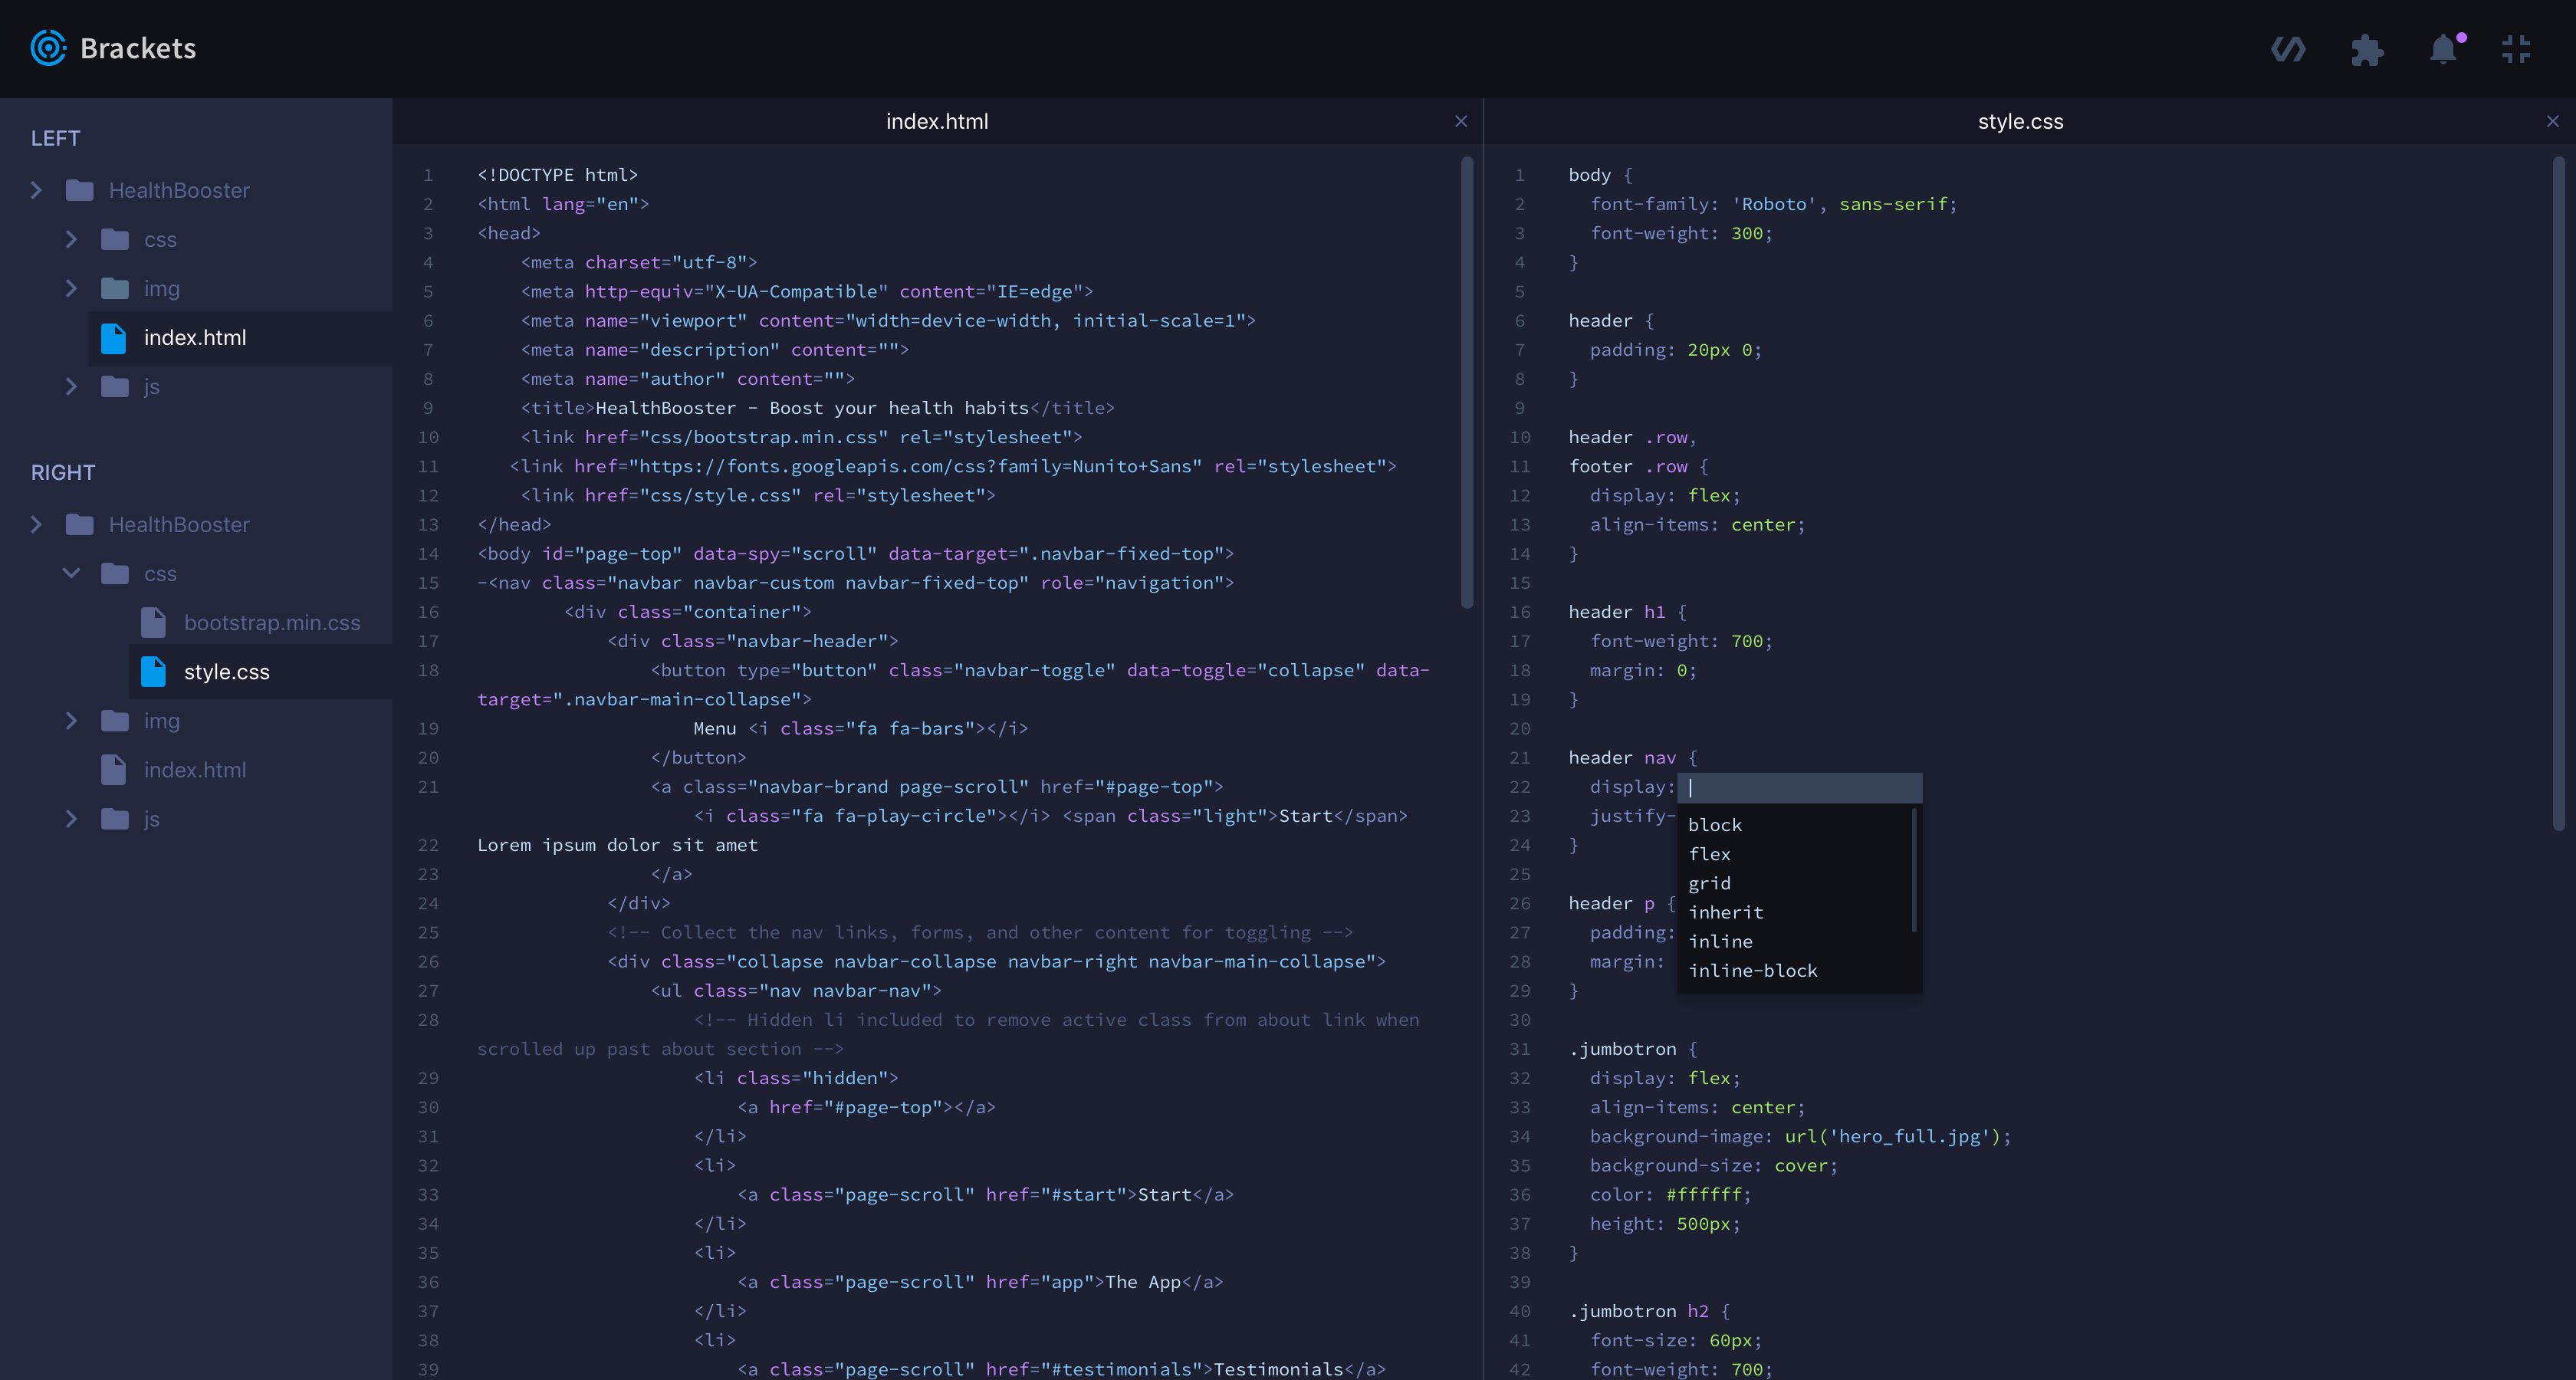 Brackets
LEFT
HealthBooster
css
img
index.html
js
RIGHT
HealthBooster
css
bootstrap.min.css
style.css
img
index.html
js
index.html
1 <!DOCTYPE html>
2 <html lang="en">
3 <head>
4 <meta charset="utf-8">
5 <meta http-equiv="X-UA-Compatible" content="IE=edge">
6 <meta name="viewport" content="width=device-width, initial-scale=1">
7 <meta name="description" content="">
8 <meta name="author" content="">
9 <title>HealthBooster - Boost your health habits</title>
10 <link href="css/bootstrap.min.css" rel="stylesheet">
11 <link href="https://fonts.googleapis.com/css?family=Nunito+Sans" rel="stylesheet">
12 <link href="css/style.css" rel="stylesheet">
13 </head>
14 <body id="page-top" data-spy="scroll" data-target=".navbar-fixed-top">
15 -<nav class="navbar navbar-custom navbar-fixed-top" role="navigation">
16 <div class="container">
17 <div class="navbar-header">
18 <button type="button" class="navbar-toggle" data-toggle="collapse" data-
target=".navbar-main-collapse">
19 Menu <i class="fa fa-bars"></i>
20 </button>
21 <a class="navbar-brand page-scroll" href="#page-top">
<i class="fa fa-play-circle"></i> <span class="light">Start</span>
22 Lorem ipsum dolor sit amet
23 </a>
24 </div>
25 <!-- Collect the nav links, forms, and other content for toggling -->
26 <div class="collapse navbar-collapse navbar-right navbar-main-collapse">
27 <ul class="nav navbar-nav">
28 <!-- Hidden li included to remove active class from about link when
scrolled up past about section -->
29 <li class="hidden">
30 <a href="#page-top"></a>
31 </li>
32 <li>
33 <a class="page-scroll" href="#start">Start</a>
34 </li>
35 <li>
36 <a class="page-scroll" href="app">The App</a>
37 </li>
38 <li>
39 <a class="page-scroll" href="#testimonials">Testimonials</a>
style.css
1 body {
2 font-family: 'Roboto', sans-serif;
3 font-weight: 300;
4 }
5
6 header {
7 padding: 20px 0;
8 }
9
10 header .row,
11 footer .row {
12 display: flex;
13 align-items: center;
14 }
15
16 header h1 {
17 font-weight: 700;
18 margin: 0;
19 }
20
21 header nav {
22 display:
23 justify-
24 }
25
26 header p {
27 padding:
28 margin:
29 }
30
31 .jumbotron {
32 display: flex;
33 align-items: center;
34 background-image: url('hero_full.jpg');
35 background-size: cover;
36 color: #ffffff;
37 height: 500px;
38 }
39
40 .jumbotron h2 {
41 font-size: 60px;
42 font-weight: 700;
block
flex
grid
inherit
inline
inline-block